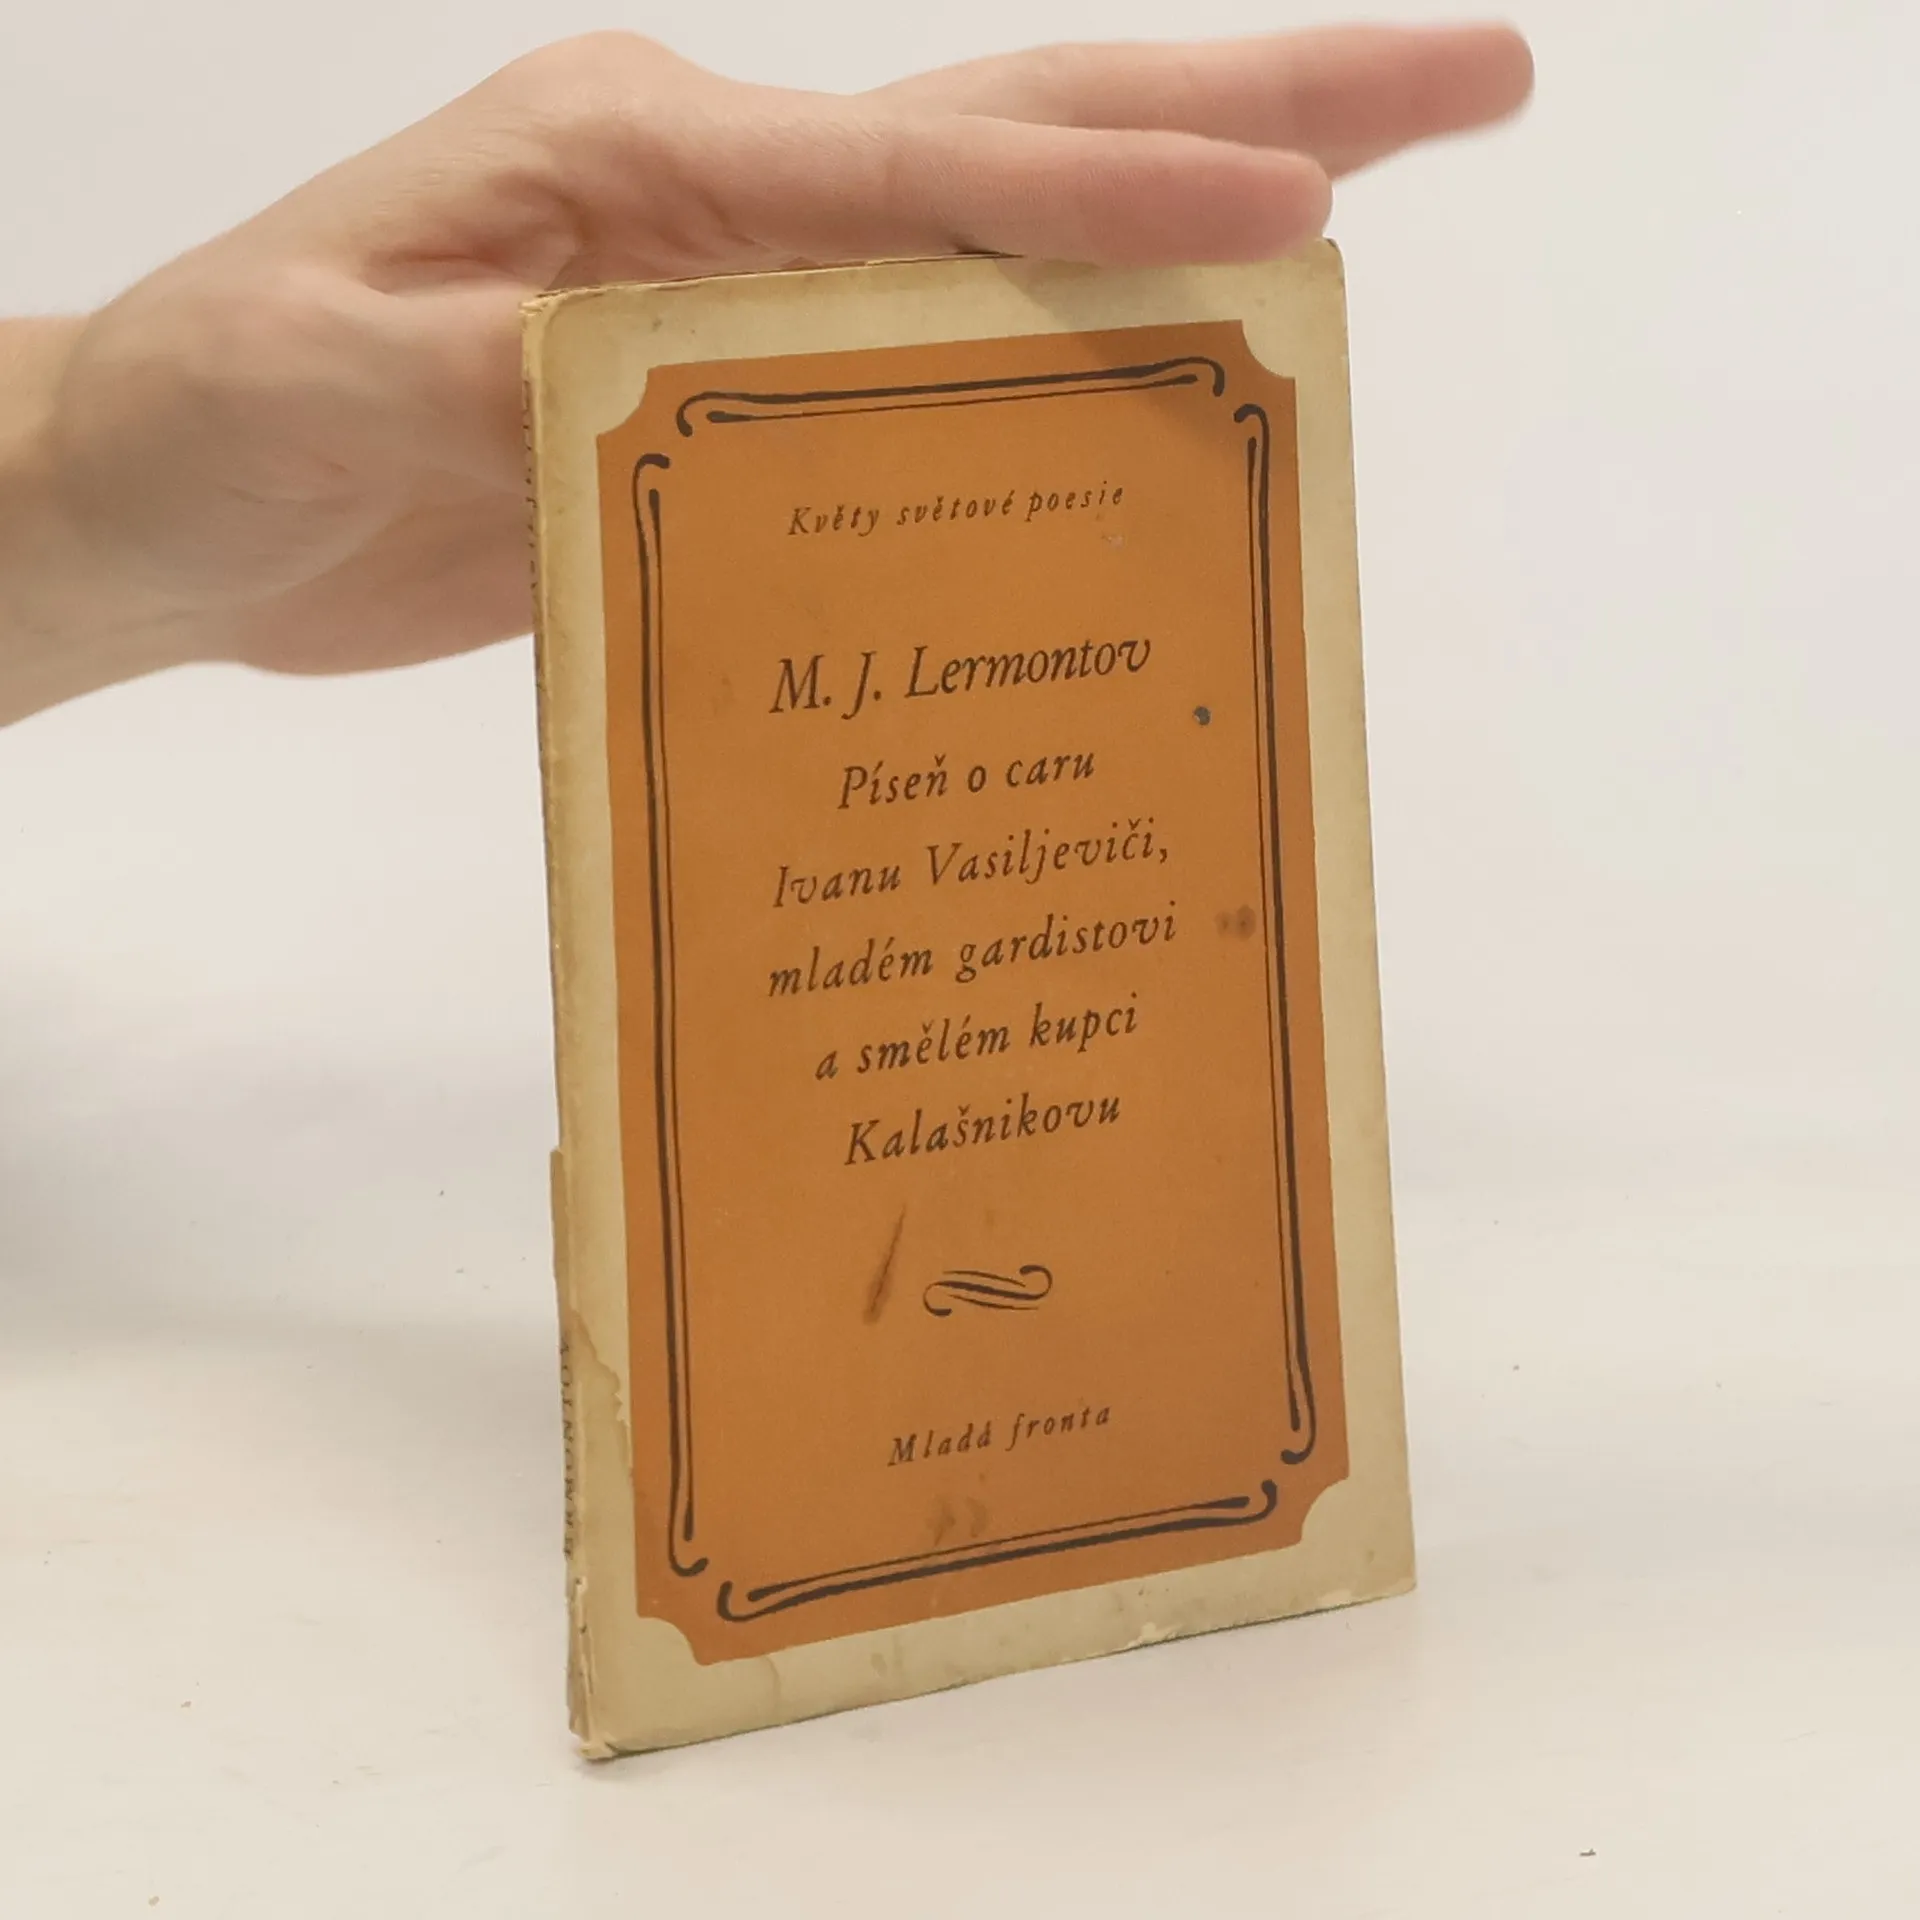 Květy světové poesie
M. J. Lermontov
Píseň o caru
Ivanu Vasiljeviči,
mladém gardistovi
a smělém kupci
Kalašnikovu
Mladá fronta